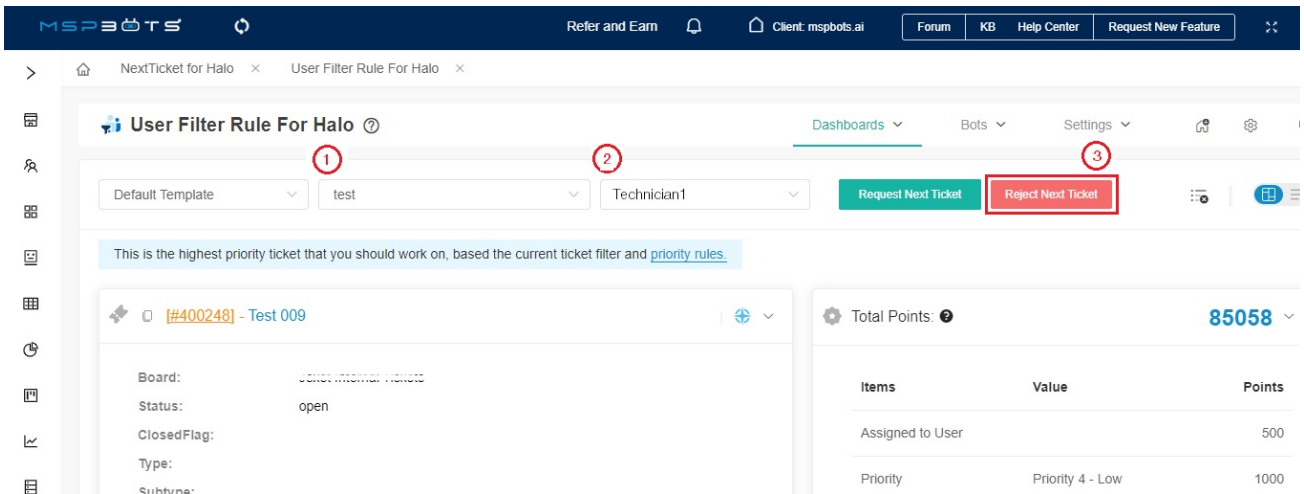 MSPBOTS Refer and Earn Client: mspbots.ai Forum KB Help Center Request New Feature
NextTicket for Halo × User Filter Rule For Halo ×
User Filter Rule For Halo Dashboards Bots Settings
1 2 3
Default Template test Technician1 Request Next Ticket Reject Next Ticket
This is the highest priority ticket that you should work on, based the current ticket filter and priority rules.
[#400248] - Test 009 Total Points: 85058
Board:
Items Value Points
Status: open
Assigned to User 500
ClosedFlag:
Type:
Priority Priority 4 - Low 1000
Subtype: